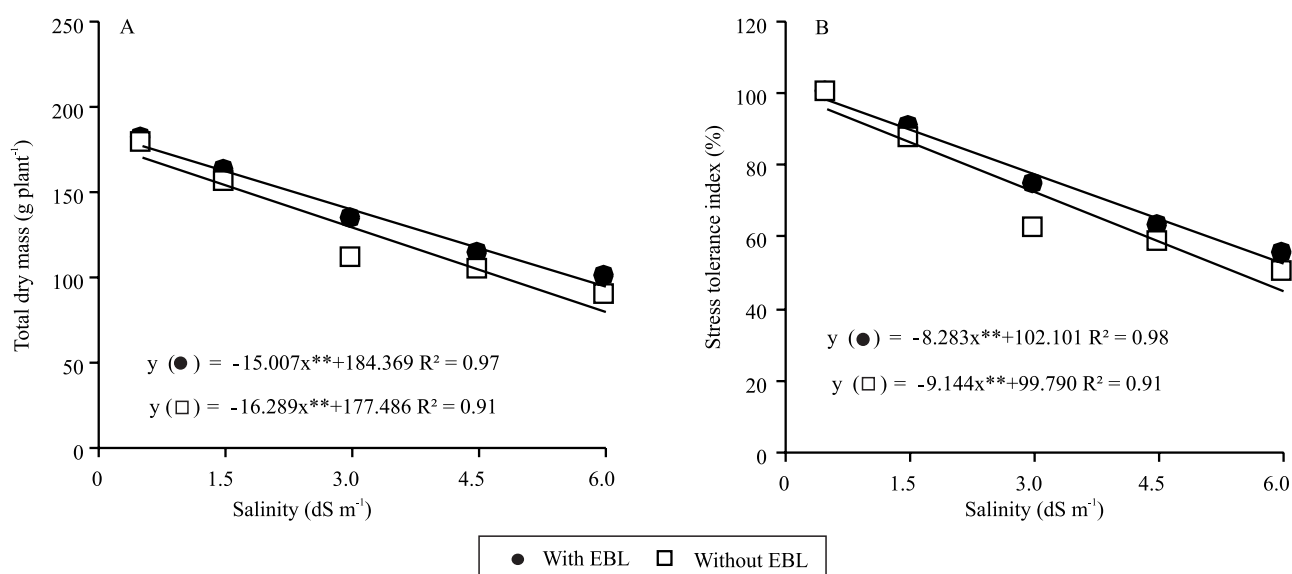 A
250
200
150
100
50
0
Total dry mass (g plant⁻¹)
y (●) = -15.007x**+184.369 R² = 0.97
y (□) = -16.289x**+177.486 R² = 0.91
0 1.5 3.0 4.5 6.0
Salinity (dS m⁻¹)
B
120
100
80
60
40
20
0
Stress tolerance index (%)
y (●) = -8.283x**+102.101 R² = 0.98
y (□) = -9.144x**+99.790 R² = 0.91
0 1.5 3.0 4.5 6.0
Salinity (dS m⁻¹)
● With EBL □ Without EBL